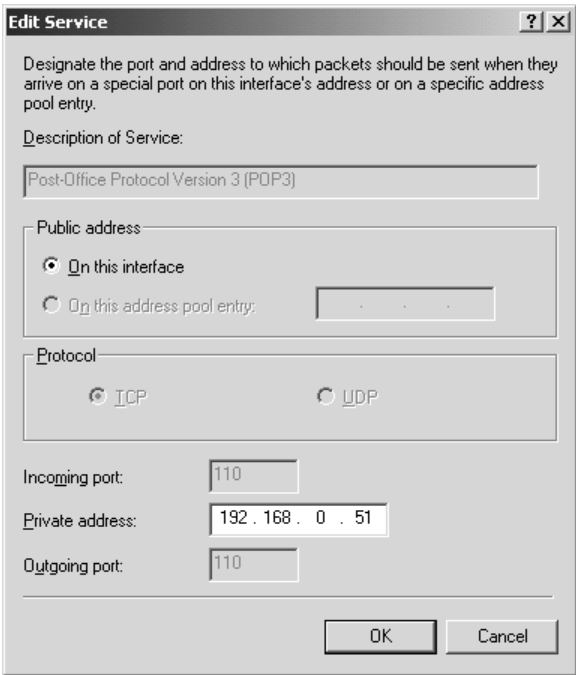 Edit Service
Designate the port and address to which packets should be sent when they
arrive on a special port on this interface's address or on a specific address
pool entry.
Description of Service:
Post-Office Protocol Version 3 (POP3)
Public address
On this interface
On this address pool entry:
. . .
Protocol
TCP
UDP
Incoming port: 110
Private address: 192 . 168 . 0 . 51
Outgoing port: 110
OK
Cancel